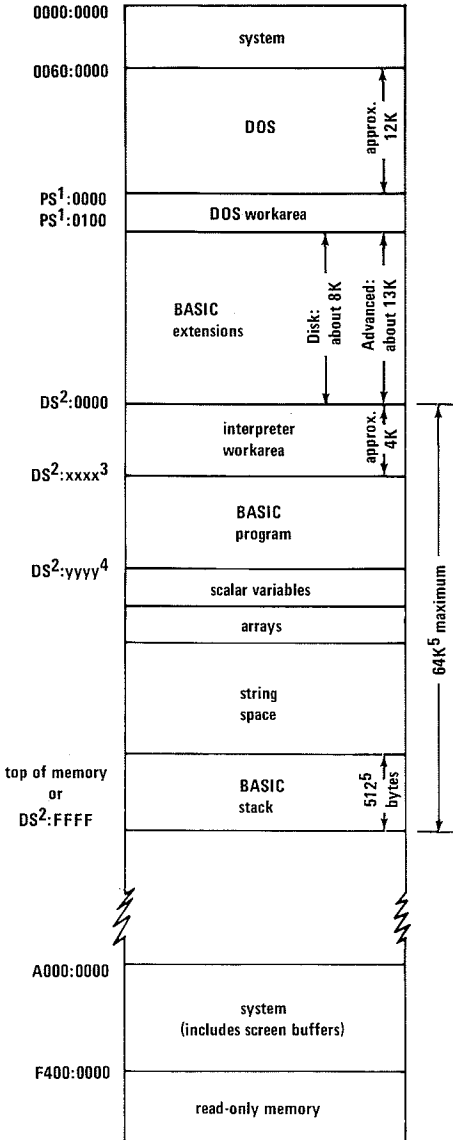 0000:0000
system
0060:0000
DOS
approx.
12K
PS¹:0000
PS¹:0100
DOS workarea
BASIC
extensions
Disk:
about 8K
Advanced:
about 13K
DS²:0000
interpreter
workarea
approx.
4K
DS²:xxxx³
BASIC
program
DS²:yyyy⁴
scalar variables
arrays
64K⁵ maximum
string
space
top of memory
or
DS²:FFFF
BASIC
stack
512⁵
bytes
A000:0000
system
(includes screen buffers)
F400:0000
read-only memory